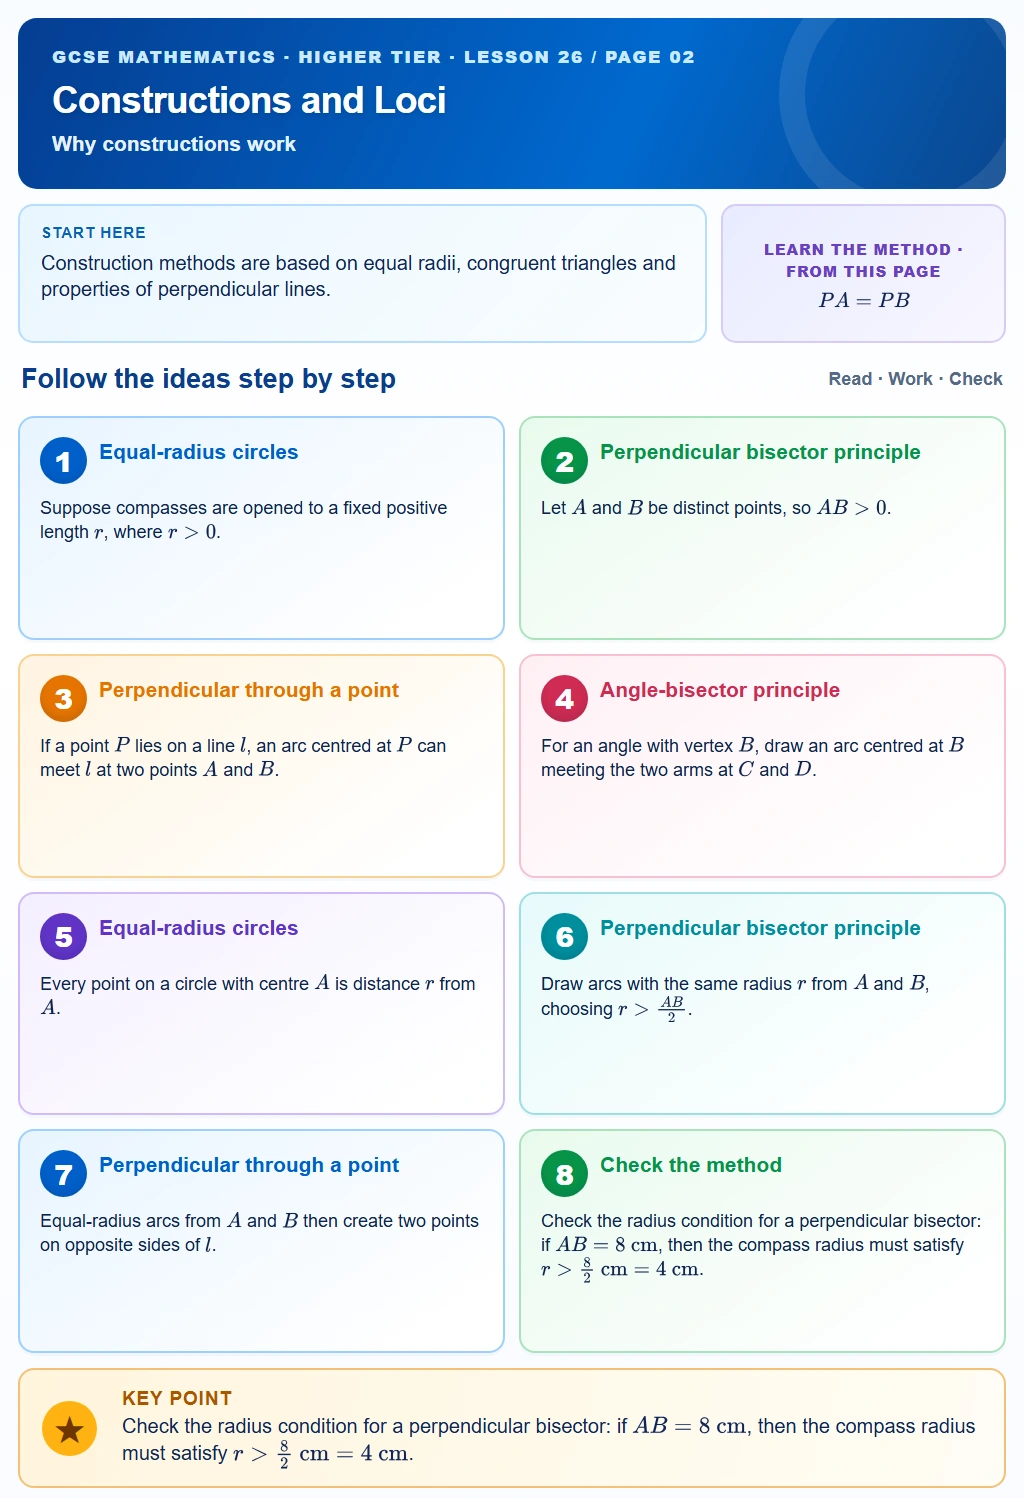 GCSE MATHEMATICS · HIGHER TIER · LESSON 26 / PAGE 02
Constructions and Loci
Why constructions work
START HERE
Construction methods are based on equal radii, congruent triangles and
properties of perpendicular lines.
LEARN THE METHOD ·
FROM THIS PAGE
PA = PB
Follow the ideas step by step
Read · Work · Check
1 Equal-radius circles
Suppose compasses are opened to a fixed positive
length r, where r > 0.
2 Perpendicular bisector principle
Let A and B be distinct points, so AB > 0.
3 Perpendicular through a point
If a point P lies on a line l, an arc centred at P can
meet l at two points A and B.
4 Angle-bisector principle
For an angle with vertex B, draw an arc centred at B
meeting the two arms at C and D.
5 Equal-radius circles
Every point on a circle with centre A is distance r from
A.
6 Perpendicular bisector principle
Draw arcs with the same radius r from A and B,
choosing r > AB/2.
7 Perpendicular through a point
Equal-radius arcs from A and B then create two points
on opposite sides of l.
8 Check the method
Check the radius condition for a perpendicular bisector:
if AB = 8 cm, then the compass radius must satisfy
r > 8/2 cm = 4 cm.
KEY POINT
Check the radius condition for a perpendicular bisector: if AB = 8 cm, then the compass radius
must satisfy r > 8/2 cm = 4 cm.